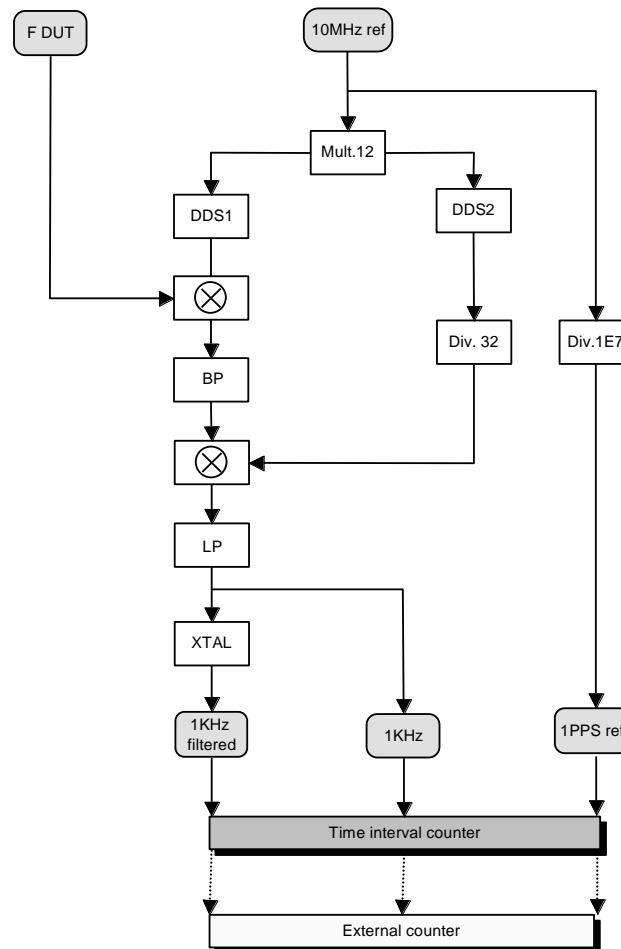 F DUT
10MHz ref
Mult.12
DDS1
DDS2
Div. 32
Div.1E7
BP
LP
XTAL
1KHz
filtered
1KHz
1PPS ref
Time interval counter
External counter